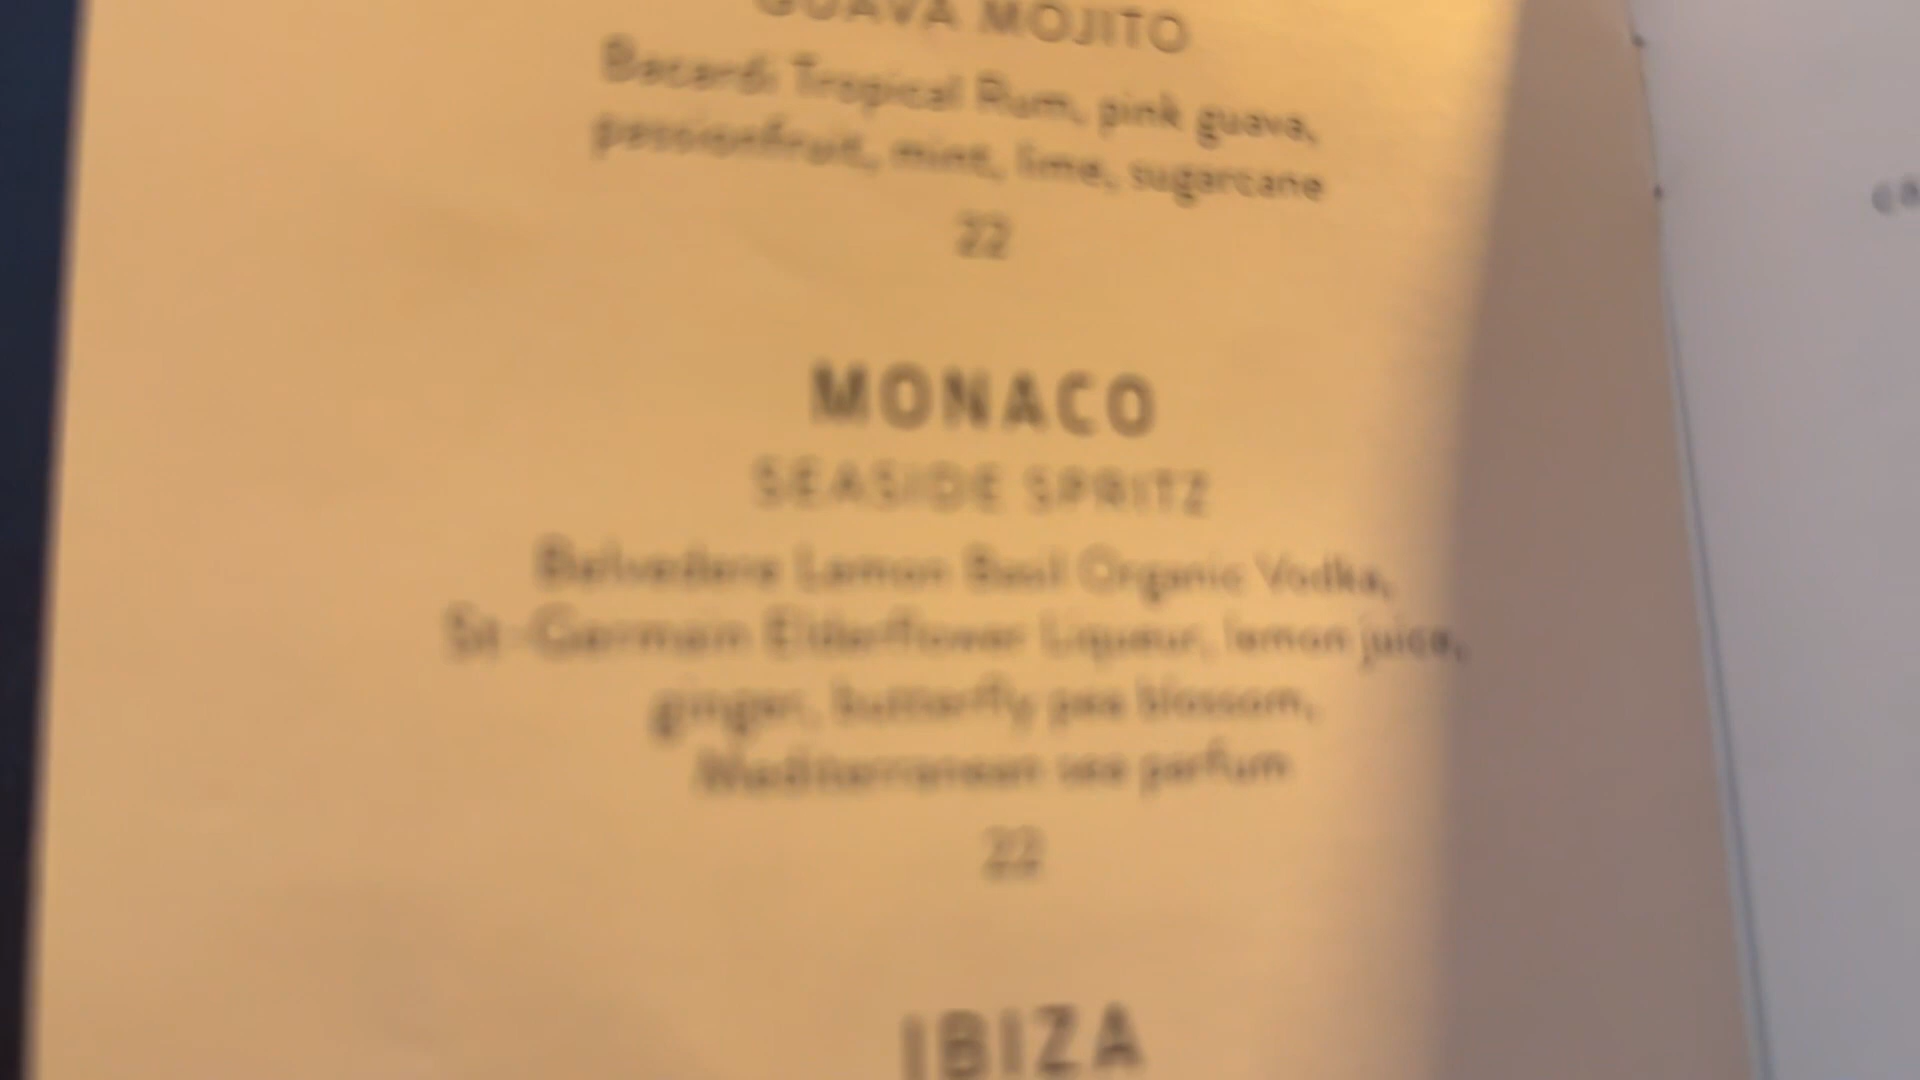 GUAVA MOJITO
Bacardi Tropical Rum, pink guava,
passionfruit, mint, lime, sugarcane
22
MONACO
SEASIDE SPRITZ
Belvedere Lemon Basil Organic Vodka,
St-Germain Elderflower Liqueur, lemon juice,
ginger, butterfly pea blossom,
Mediterranean sea parfum
22
IBIZA